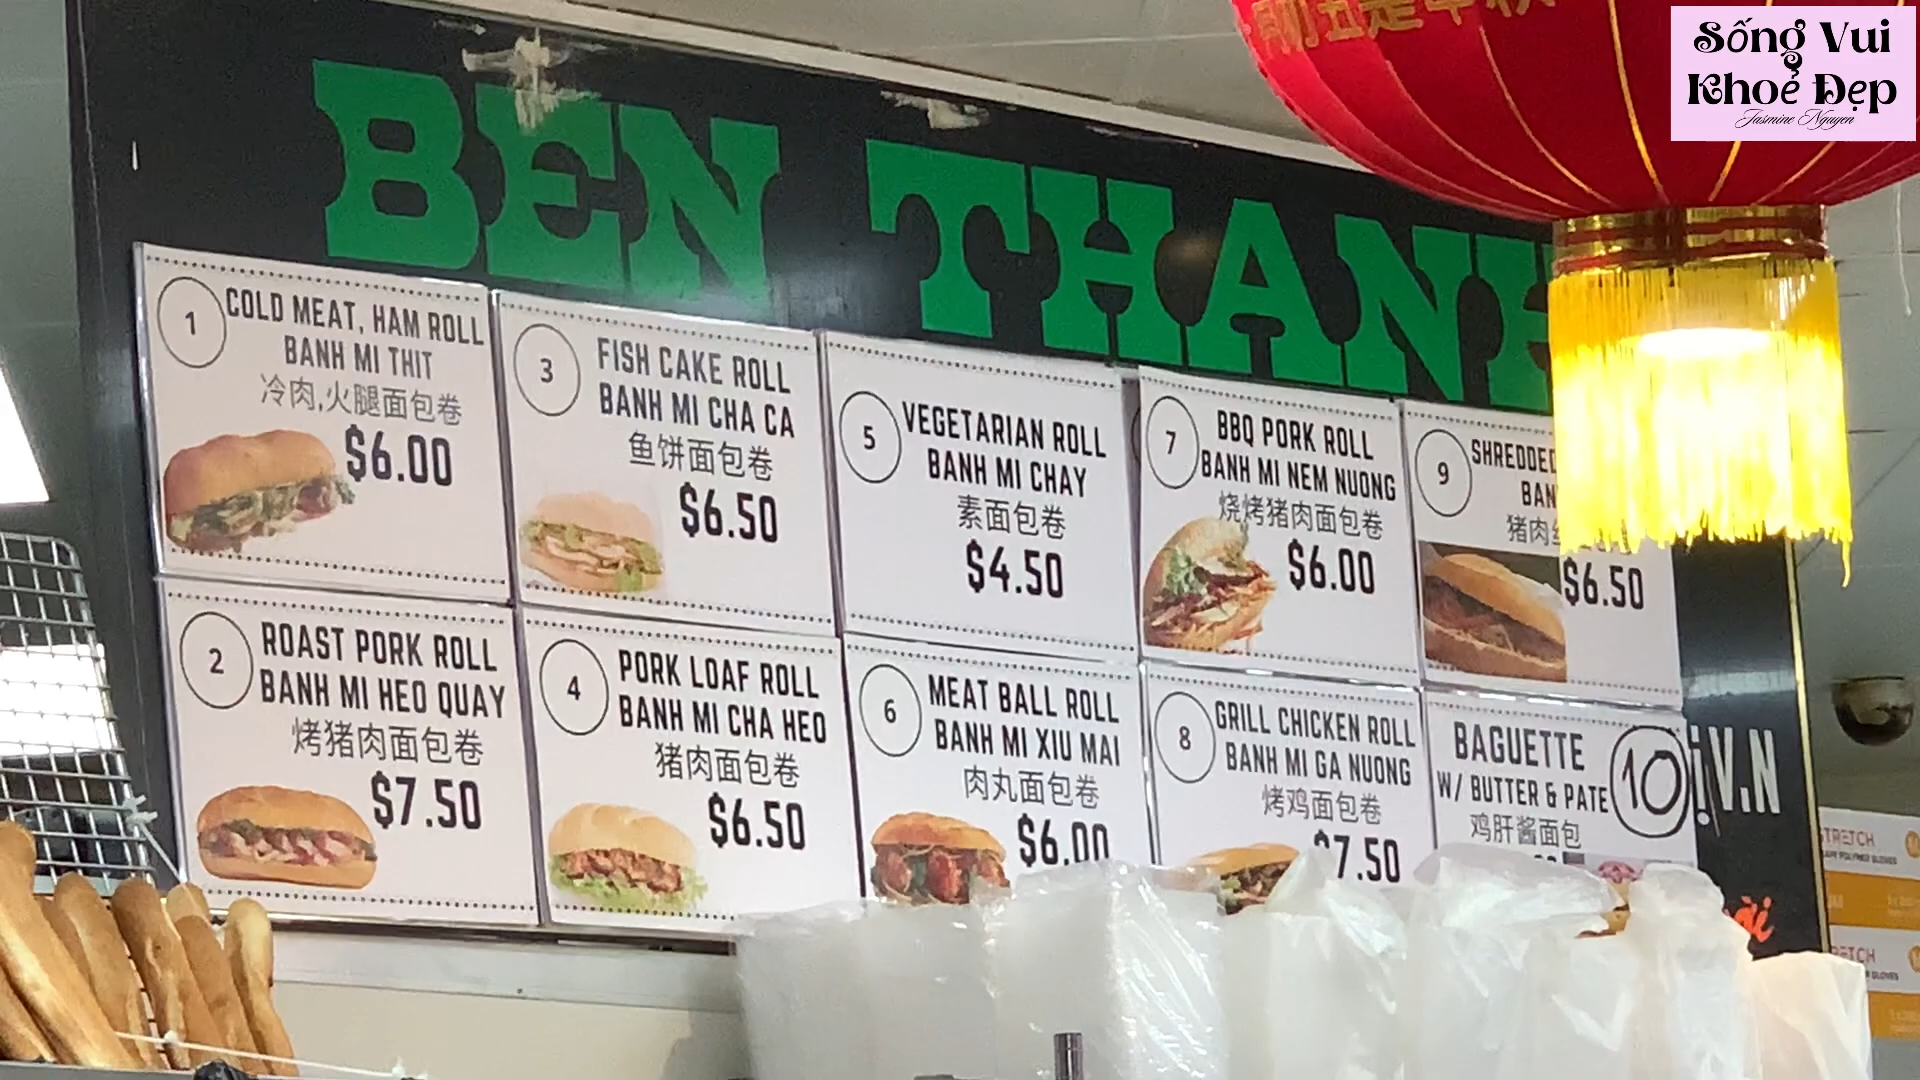 Sống Vui
Khoẻ Đẹp
Jasmine Nguyen
BEN THANH
1
COLD MEAT, HAM ROLL
BANH MI THIT
冷肉,火腿面包卷
$6.00
2
ROAST PORK ROLL
BANH MI HEO QUAY
烤猪肉面包卷
$7.50
3
FISH CAKE ROLL
BANH MI CHA CA
鱼饼面包卷
$6.50
4
PORK LOAF ROLL
BANH MI CHA HEO
猪肉面包卷
$6.50
5
VEGETARIAN ROLL
BANH MI CHAY
素面包卷
$4.50
6
MEAT BALL ROLL
BANH MI XIU MAI
肉丸面包卷
$6.00
7
BBQ PORK ROLL
BANH MI NEM NUONG
烧烤猪肉面包卷
$6.00
8
GRILL CHICKEN ROLL
BANH MI GA NUONG
烤鸡面包卷
$7.50
9
SHREDDED
BAN
猪肉
$6.50
10
BAGUETTE
W/ BUTTER & PATE
鸡肝酱面包
V.N
STRETCH